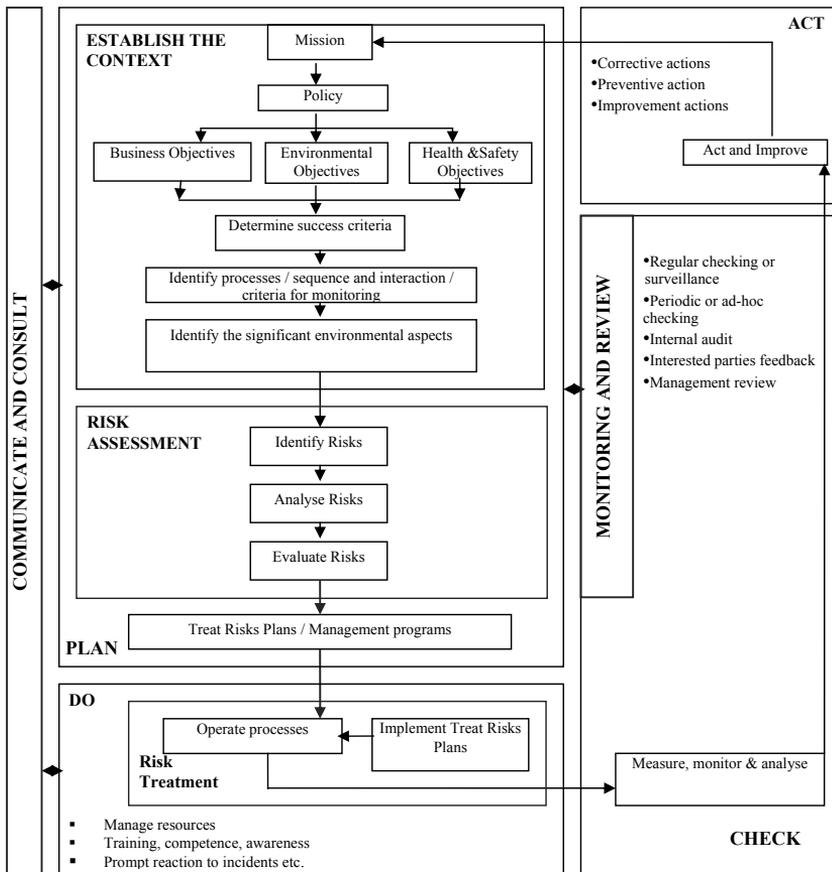 COMMUNICATE AND CONSULT
ESTABLISH THE
CONTEXT
Mission
Policy
Business Objectives
Environmental
Objectives
Health &Safety
Objectives
Determine success criteria
Identify processes / sequence and interaction /
criteria for monitoring
Identify the significant environmental aspects
RISK
ASSESSMENT
Identify Risks
Analyse Risks
Evaluate Risks
Treat Risks Plans / Management programs
PLAN
DO
Operate processes
Implement Treat Risks
Plans
Risk
Treatment
▪ Manage resources
▪ Training, competence, awareness
▪ Prompt reaction to incidents etc.
ACT
•Corrective actions
•Preventive action
•Improvement actions
Act and Improve
MONITORING AND REVIEW
•Regular checking or
surveillance
•Periodic or ad-hoc
checking
•Internal audit
•Interested parties feedback
•Management review
Measure, monitor & analyse
CHECK